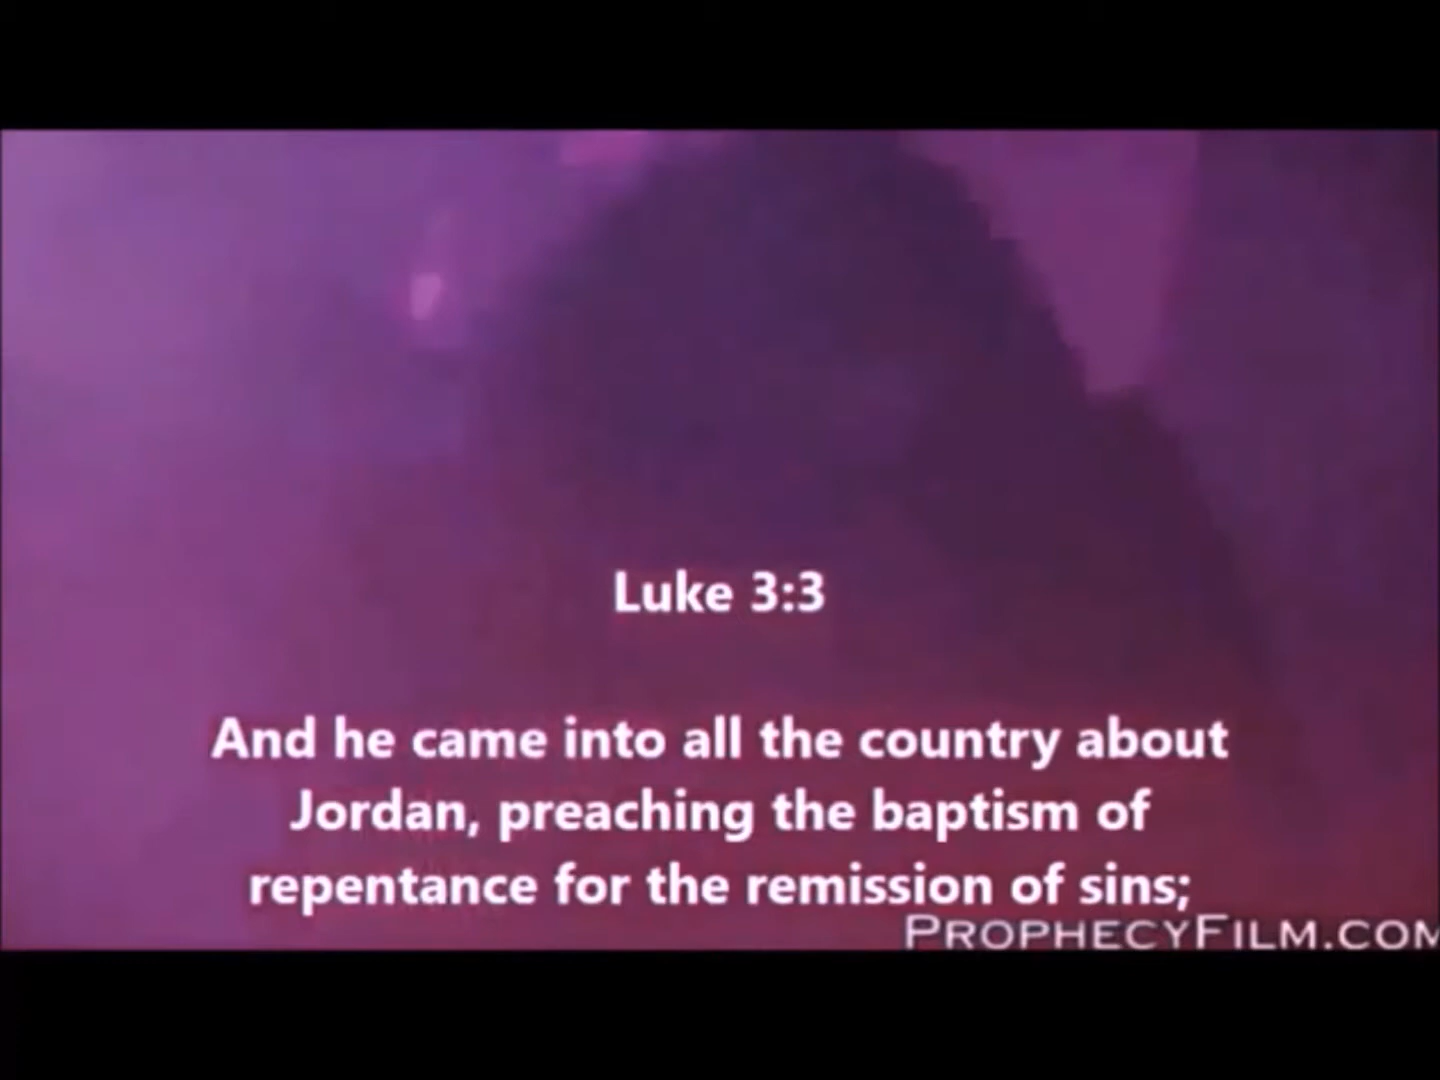 Luke 3:3
And he came into all the country about
Jordan, preaching the baptism of
repentance for the remission of sins;
PROPHECYFILM.COM